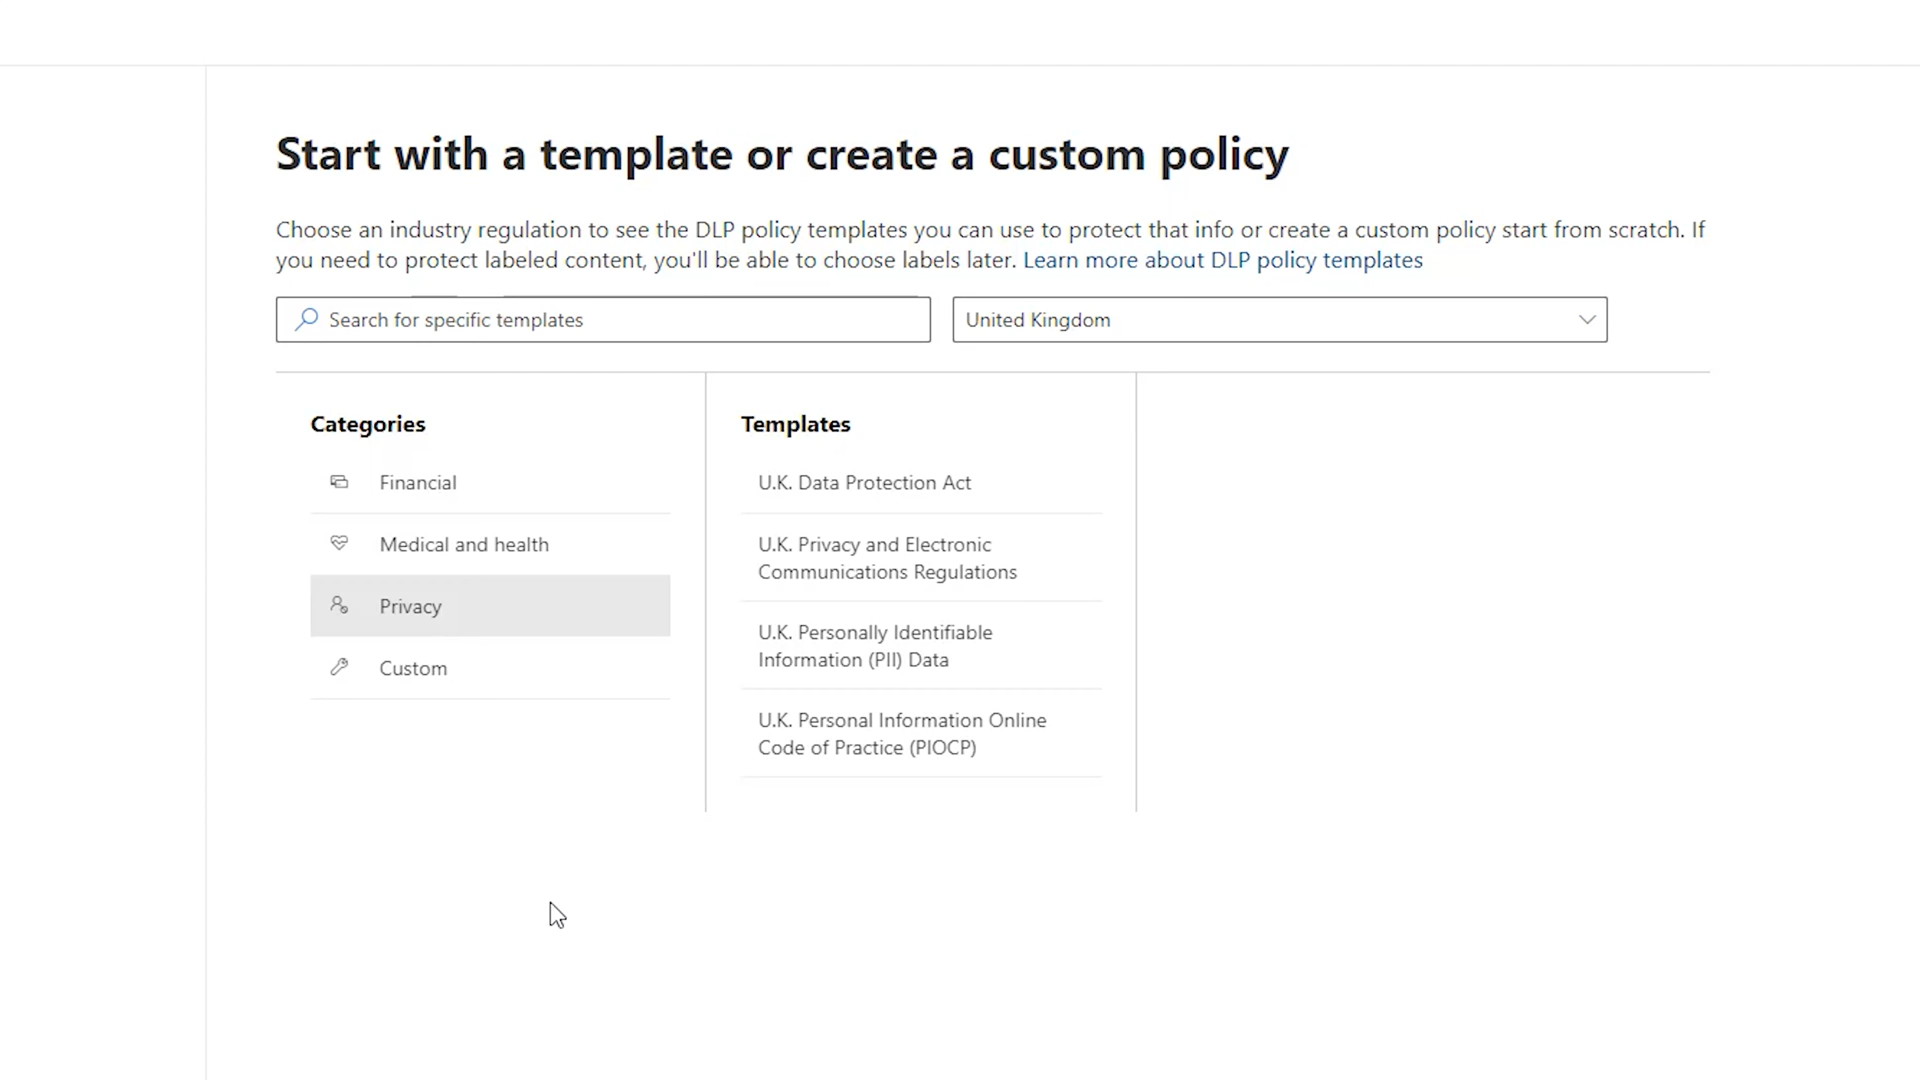 Start with a template or create a custom policy
Choose an industry regulation to see the DLP policy templates you can use to protect that info or create a custom policy start from scratch. If
you need to protect labeled content, you'll be able to choose labels later. Learn more about DLP policy templates
Search for specific templates
United Kingdom
Categories
Financial
Medical and health
Privacy
Custom
Templates
U.K. Data Protection Act
U.K. Privacy and Electronic
Communications Regulations
U.K. Personally Identifiable
Information (PII) Data
U.K. Personal Information Online
Code of Practice (PIOCP)